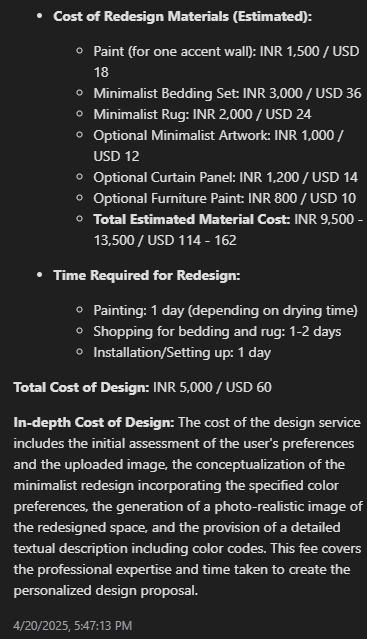 • Cost of Redesign Materials (Estimated):
◦ Paint (for one accent wall): INR 1,500 / USD
18
◦ Minimalist Bedding Set: INR 3,000 / USD 36
◦ Minimalist Rug: INR 2,000 / USD 24
◦ Optional Minimalist Artwork: INR 1,000 /
USD 12
◦ Optional Curtain Panel: INR 1,200 / USD 14
◦ Optional Furniture Paint: INR 800 / USD 10
◦ Total Estimated Material Cost: INR 9,500 -
13,500 / USD 114 - 162
• Time Required for Redesign:
◦ Painting: 1 day (depending on drying time)
◦ Shopping for bedding and rug: 1-2 days
◦ Installation/Setting up: 1 day
Total Cost of Design: INR 5,000 / USD 60
In-depth Cost of Design: The cost of the design service
includes the initial assessment of the user's preferences
and the uploaded image, the conceptualization of the
minimalist redesign incorporating the specified color
preferences, the generation of a photo-realistic image of
the redesigned space, and the provision of a detailed
textual description including color codes. This fee covers
the professional expertise and time taken to create the
personalized design proposal.
4/20/2025, 5:47:13 PM